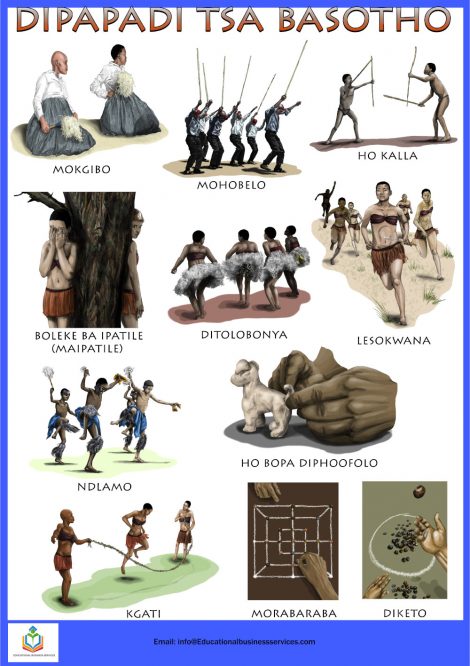 DIPAPADI TSA BASOTHO
MOKGIBO
MOHOBELO
HO KALLA
BOLEKE BA IPATILE
(MAIPATILE)
DITOLOBONYA
LESOKWANA
NDLAMO
HO BOPA DIPHOOFOLO
KGATI
MORABARABA
DIKETO
EDUCATIONAL BUSINESS SERVICES
Email: info@Educationalbusinessservices.com